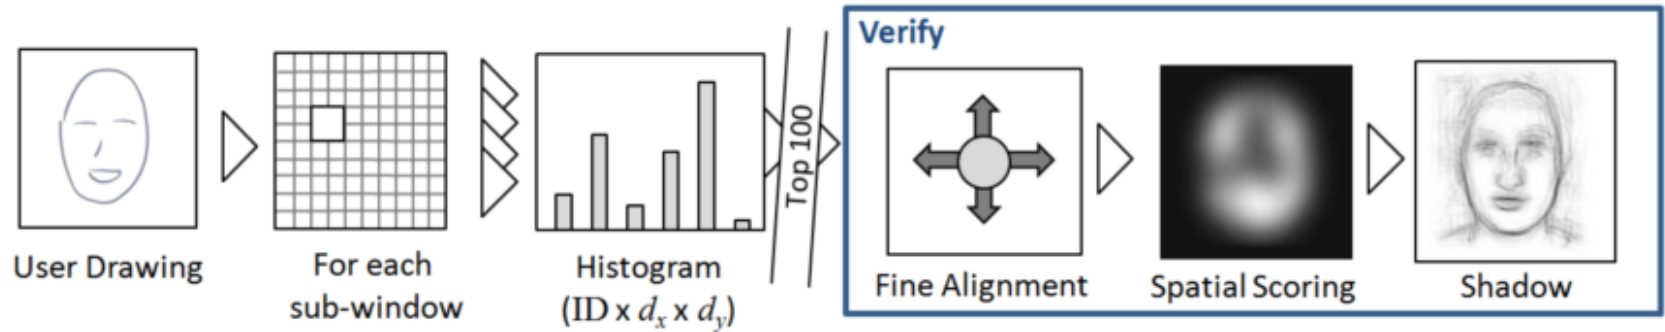 Verify
Top 100
User Drawing
For each
sub-window
Histogram
(ID x dx x dy)
Fine Alignment
Spatial Scoring
Shadow